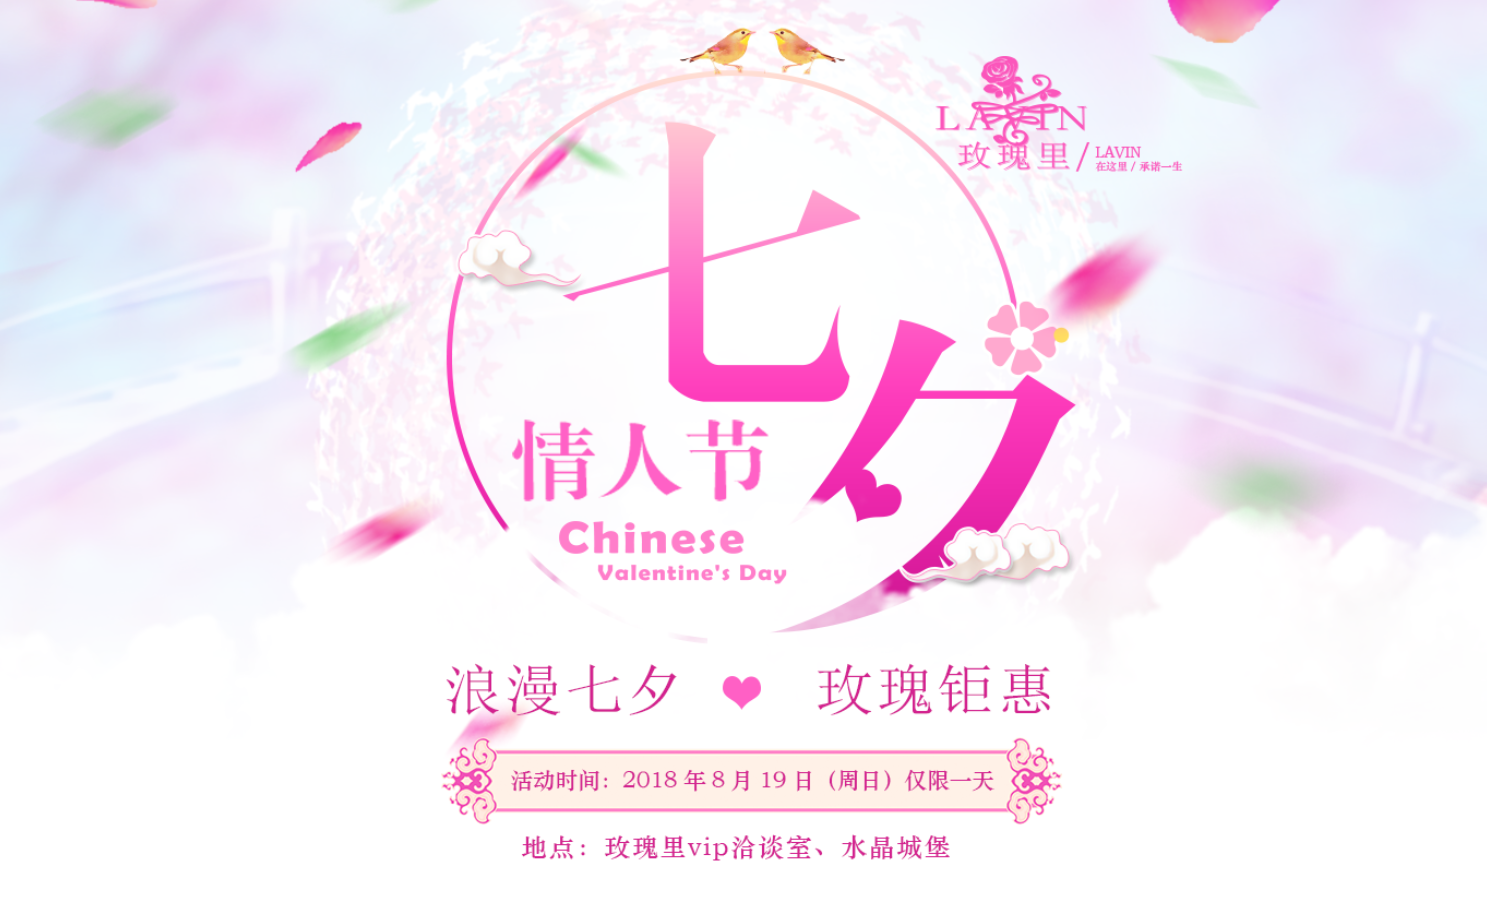 LAVIN
玫瑰里/LAVIN
在这里/承诺一生
七夕
情人节
Chinese
Valentine's Day
浪漫七夕 玫瑰钜惠
活动时间：2018年8月19日（周日）仅限一天
地点：玫瑰里vip洽谈室、水晶城堡